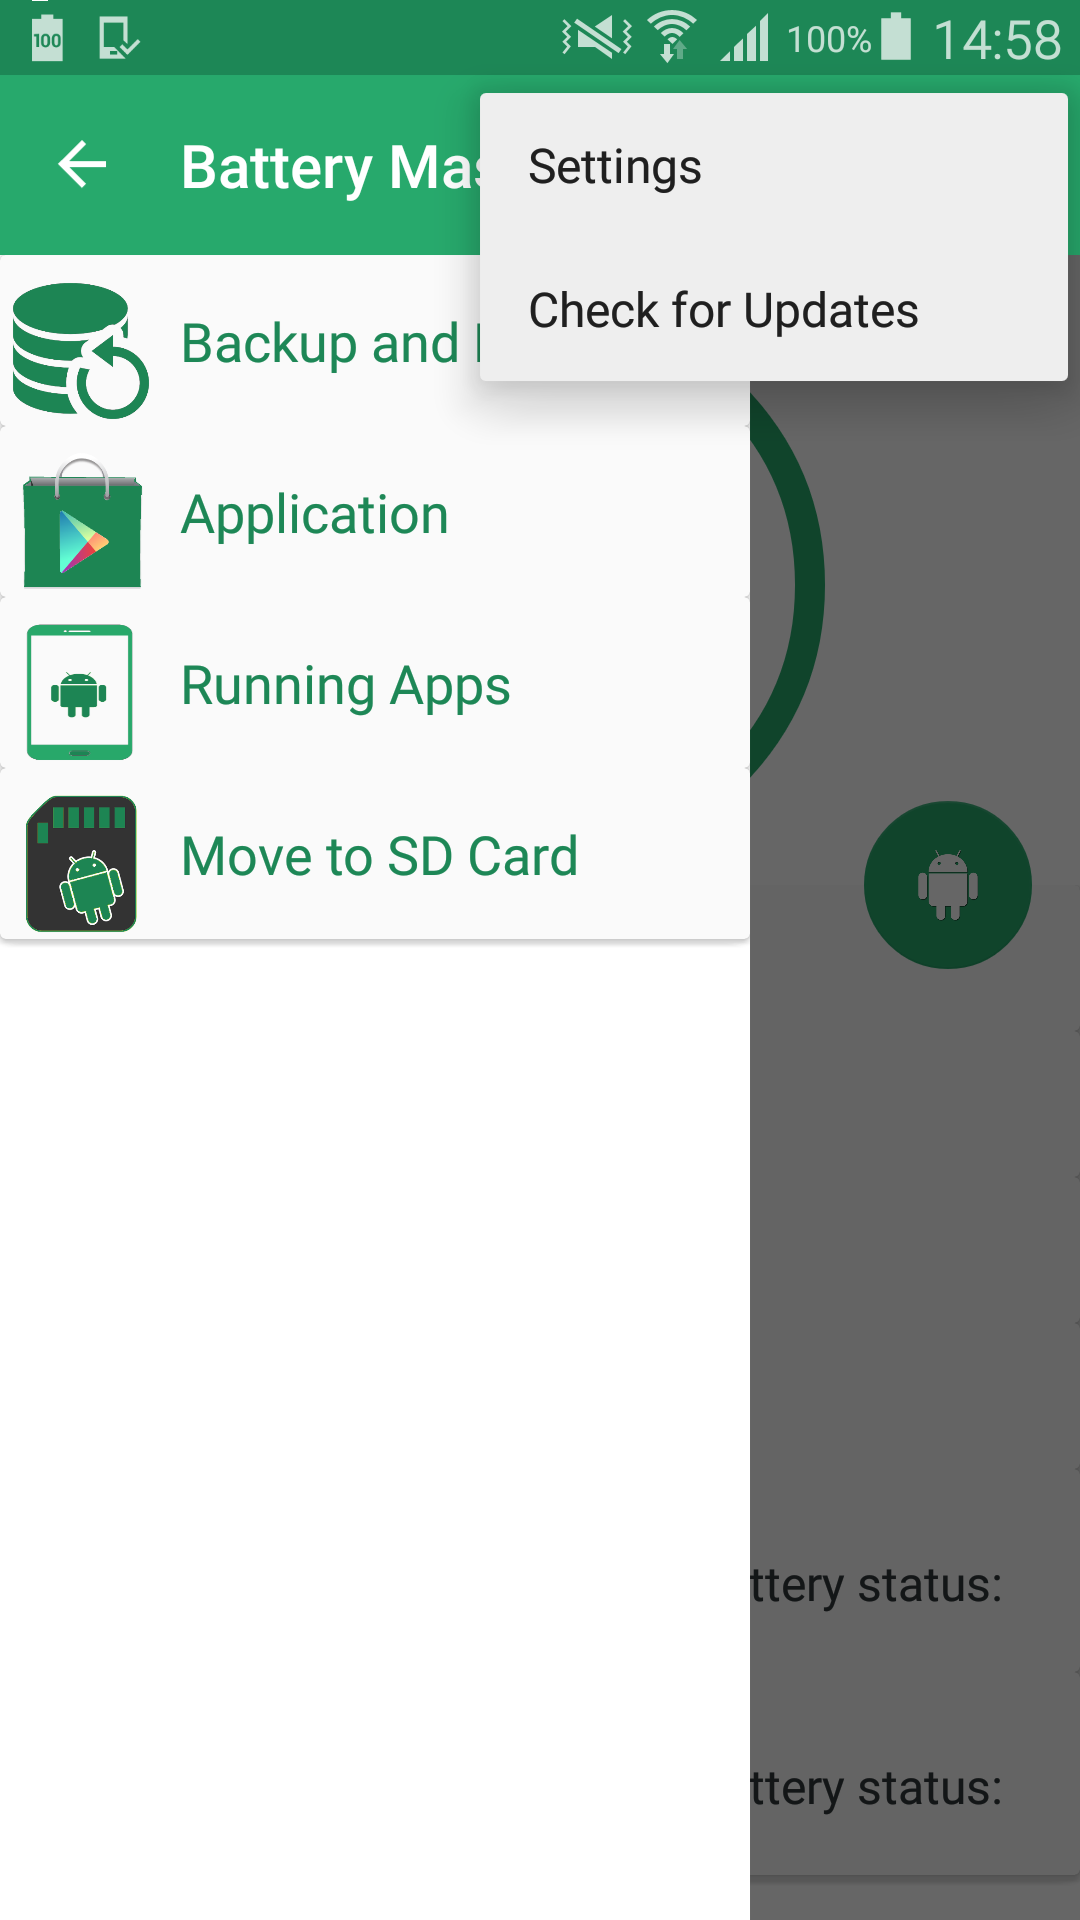 100
100%
14:58
Battery Mas
Settings
Check for Updates
Backup and
Application
Running Apps
Move to SD Card
ttery status:
ttery status: